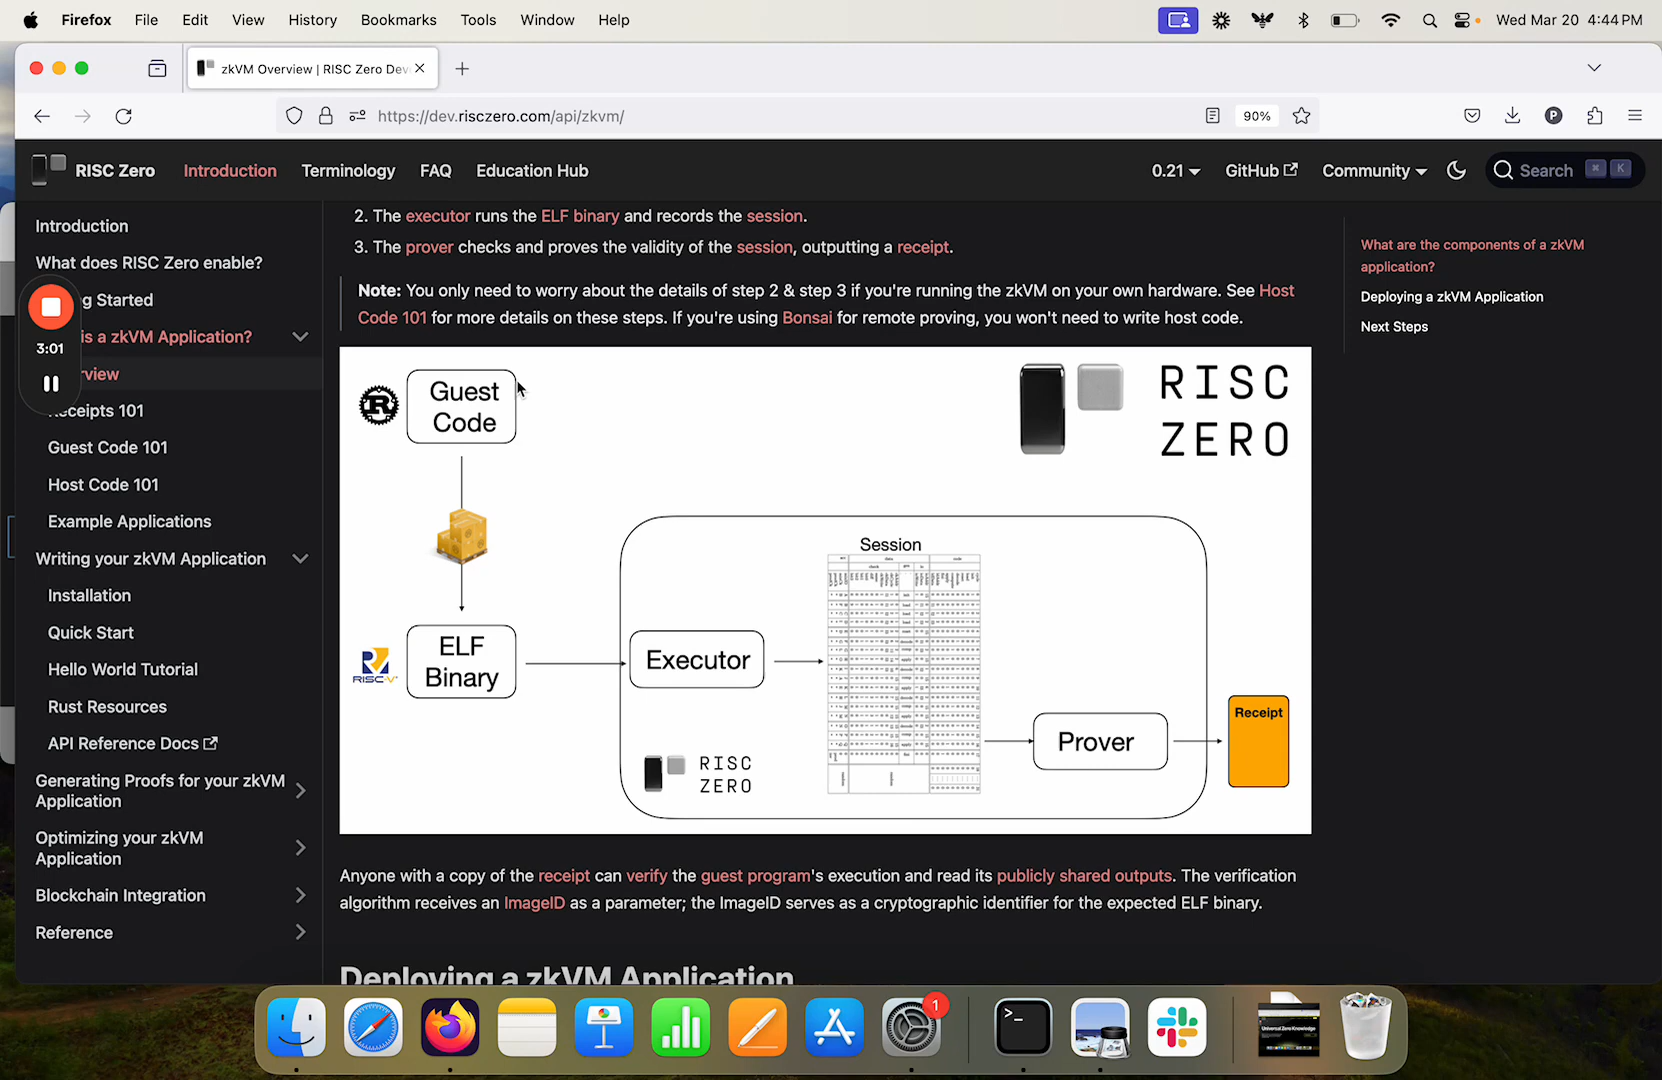 Firefox File Edit View History Bookmarks Tools Window Help Wed Mar 20 4:44 PM
zkVM Overview | RISC Zero Dev
https://dev.risczero.com/api/zkvm/ 90% P
RISC Zero Introduction Terminology FAQ Education Hub 0.21 GitHub Community Search ⌘ K
Introduction
What does RISC Zero enable?
g Started
is a zkVM Application?
rview
Receipts 101
Guest Code 101
Host Code 101
Example Applications
Writing your zkVM Application
Installation
Quick Start
Hello World Tutorial
Rust Resources
API Reference Docs
Generating Proofs for your zkVM
Application
Optimizing your zkVM
Application
Blockchain Integration
Reference
3:01
2. The executor runs the ELF binary and records the session.
3. The prover checks and proves the validity of the session, outputting a receipt.
Note: You only need to worry about the details of step 2 & step 3 if you're running the zkVM on your own hardware. See Host
Code 101 for more details on these steps. If you're using Bonsai for remote proving, you won't need to write host code.
R
Guest
Code
RISC
ZERO
Session
RISC-V
ELF
Binary
Executor
Prover
Receipt
RISC
ZERO
Anyone with a copy of the receipt can verify the guest program's execution and read its publicly shared outputs. The verification
algorithm receives an ImageID as a parameter; the ImageID serves as a cryptographic identifier for the expected ELF binary.
Deploying a zkVM Application
What are the components of a zkVM
application?
Deploying a zkVM Application
Next Steps
1
>_
Universal Zero Knowledge